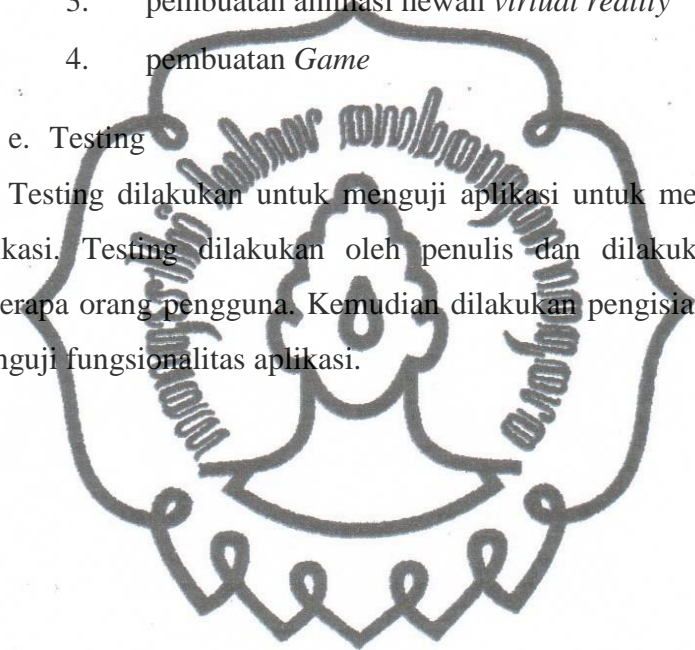 3. pembuatan animasi hewan virtual reality
4. pembuatan Game
e. Testing
Testing dilakukan untuk menguji aplikasi untuk me
ikasi. Testing dilakukan oleh penulis dan dilakuk
erapa orang pengguna. Kemudian dilakukan pengisia
nguji fungsionalitas aplikasi.